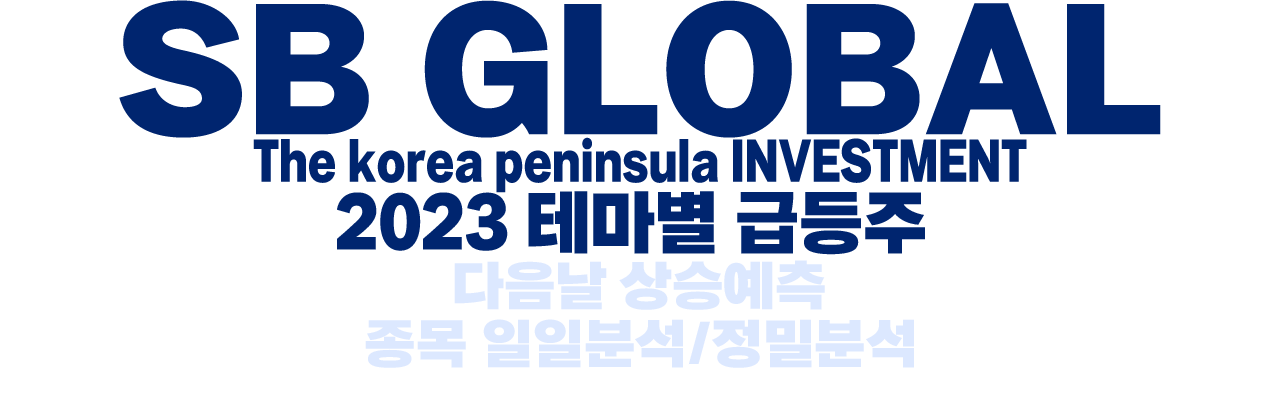 SB GLOBAL
The korea peninsula INVESTMENT
2023 테마별 급등주
다음날 상승예측
종목 일일분석/정밀분석